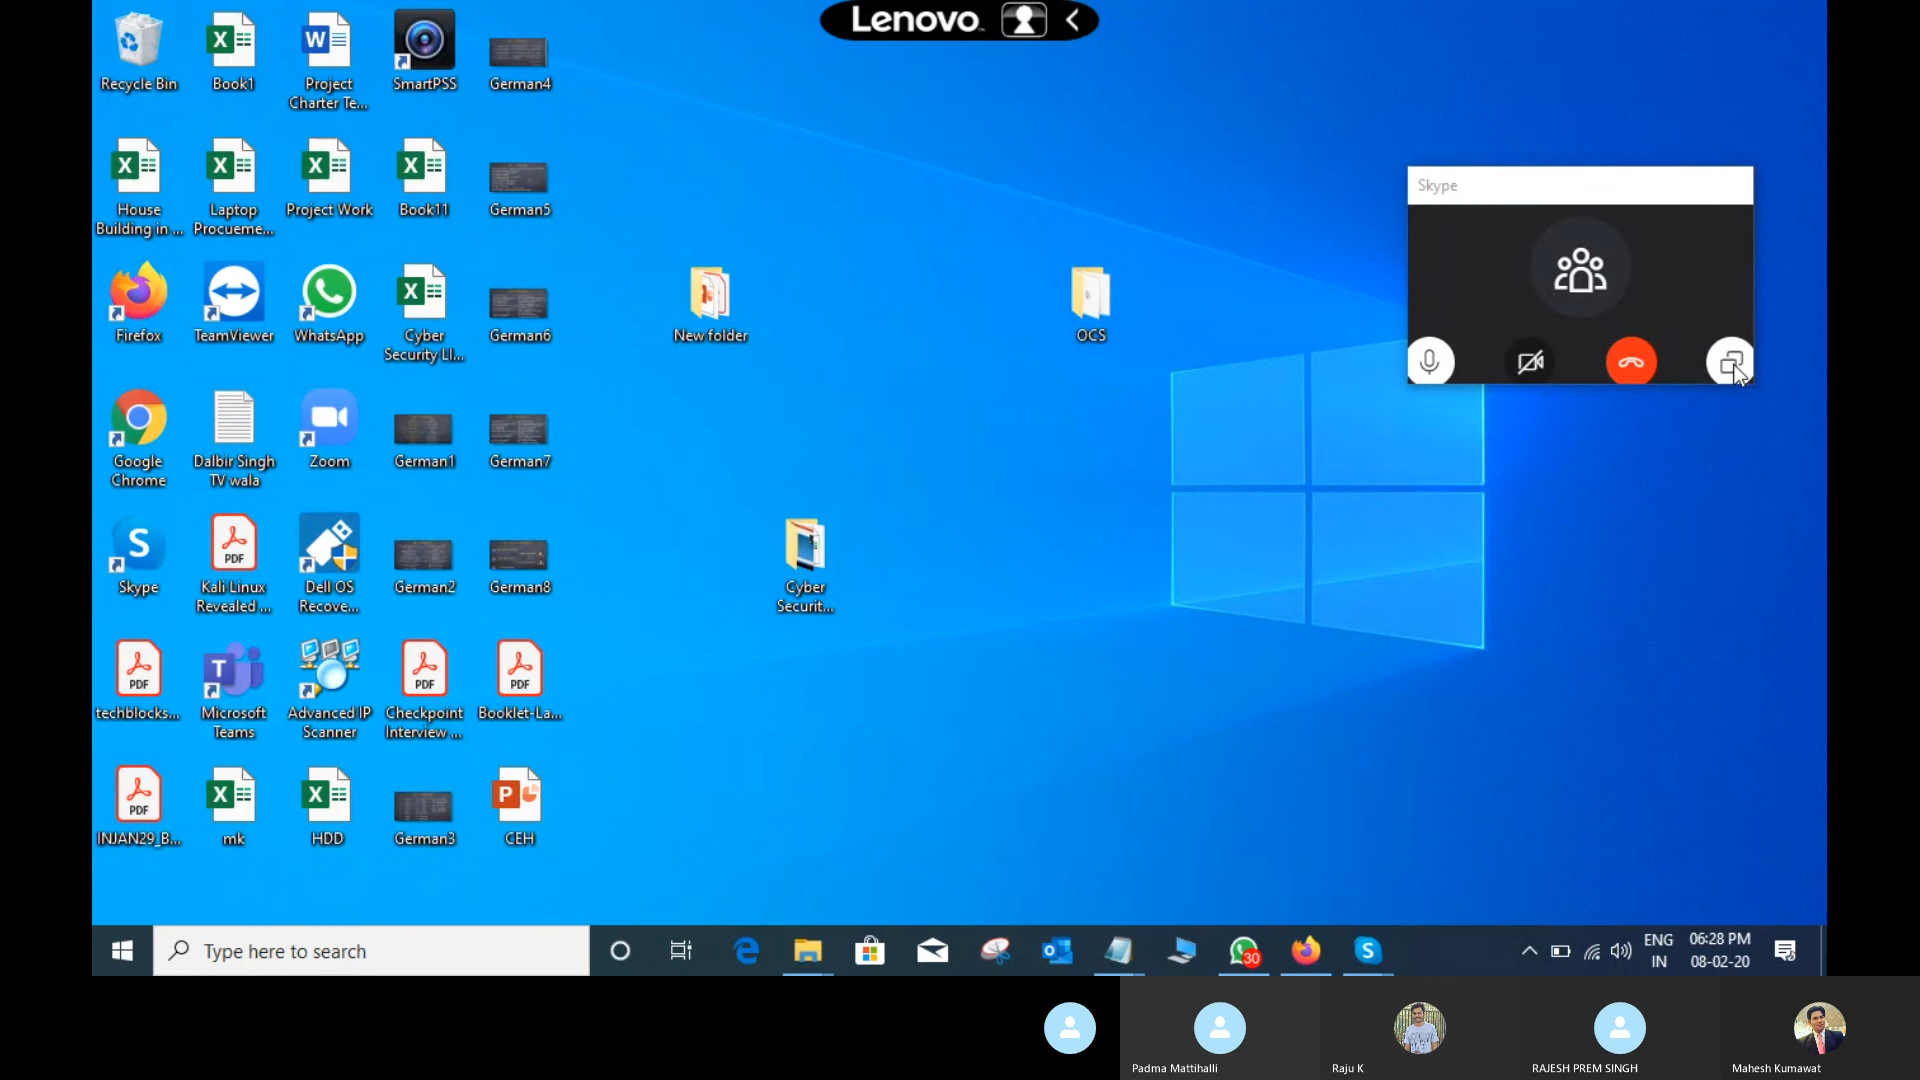 Lenovo
Recycle Bin
Book1
Project
Charter Te...
SmartPSS
German4
House
Building in ...
Laptop
Procueme...
Project Work
Book11
German5
Skype
Firefox
TeamViewer
WhatsApp
Cyber
Security LI...
German6
New folder
OCS
Google
Chrome
Dalbir Singh
TV wala
Zoom
German1
German7
Skype
Kali Linux
Revealed ...
Dell OS
Recove...
German2
German8
Cyber
Securit...
techblocks...
Microsoft
Teams
Advanced IP
Scanner
Checkpoint
Interview ...
Booklet-La...
INJAN29_B...
mk
HDD
German3
CEH
Type here to search
30
ENG
IN
06:28 PM
08-02-20
Padma Mattihalli
Raju K
RAJESH PREM SINGH
Mahesh Kumawat